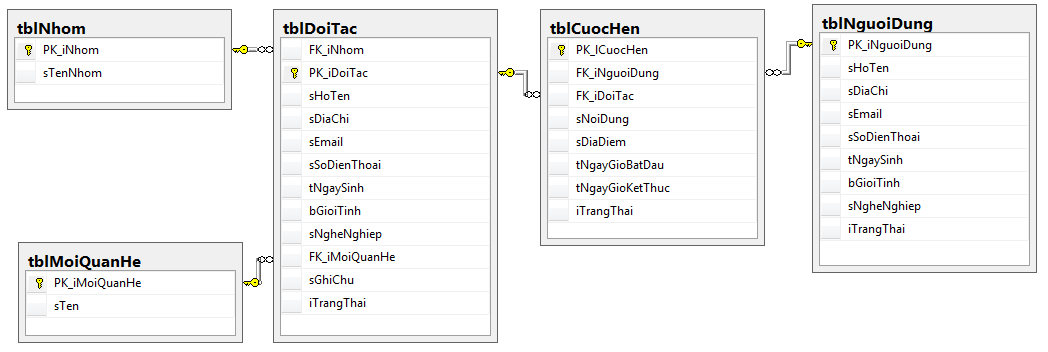 tblNhom
PK_iNhom
sTenNhom
tblDoiTac
FK_iNhom
PK_iDoiTac
sHoTen
sDiaChi
sEmail
sSoDienThoai
tNgaySinh
bGioiTinh
sNgheNghiep
FK_iMoiQuanHe
sGhiChu
iTrangThai
tblCuocHen
PK_lCuocHen
FK_iNguoiDung
FK_iDoiTac
sNoiDung
sDiaDiem
tNgayGioBatDau
tNgayGioKetThuc
iTrangThai
tblNguoiDung
PK_iNguoiDung
sHoTen
sDiaChi
sEmail
sSoDienThoai
tNgaySinh
bGioiTinh
sNgheNghiep
iTrangThai
tblMoiQuanHe
PK_iMoiQuanHe
sTen